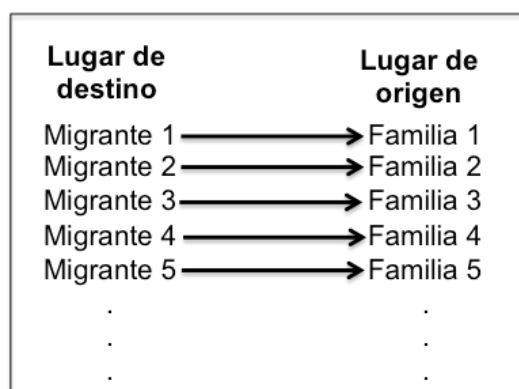 Lugar de destino
Lugar de origen
Migrante 1 Familia 1
Migrante 2 Familia 2
Migrante 3 Familia 3
Migrante 4 Familia 4
Migrante 5 Familia 5
. .
. .
. .